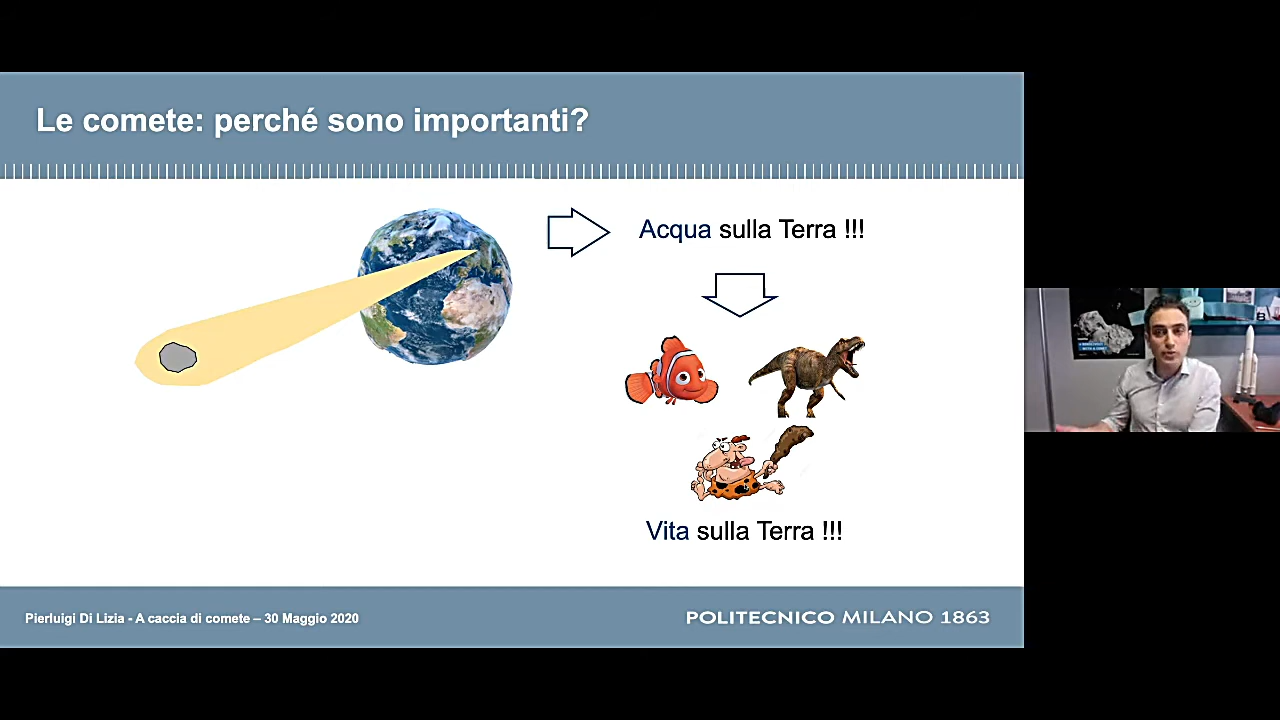 Le comete: perché sono importanti?
Acqua sulla Terra !!!
Vita sulla Terra !!!
Pierluigi Di Lizia - A caccia di comete – 30 Maggio 2020
POLITECNICO MILANO 1863